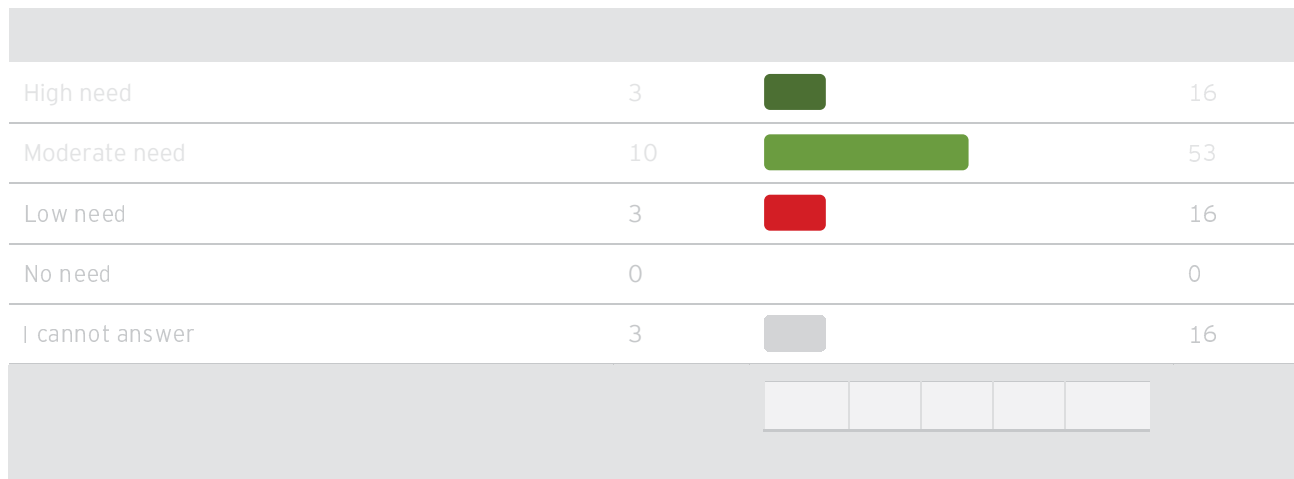 High need 3 16
Moderate need 10 53
Low need 3 16
No need 0 0
I cannot answer 3 16